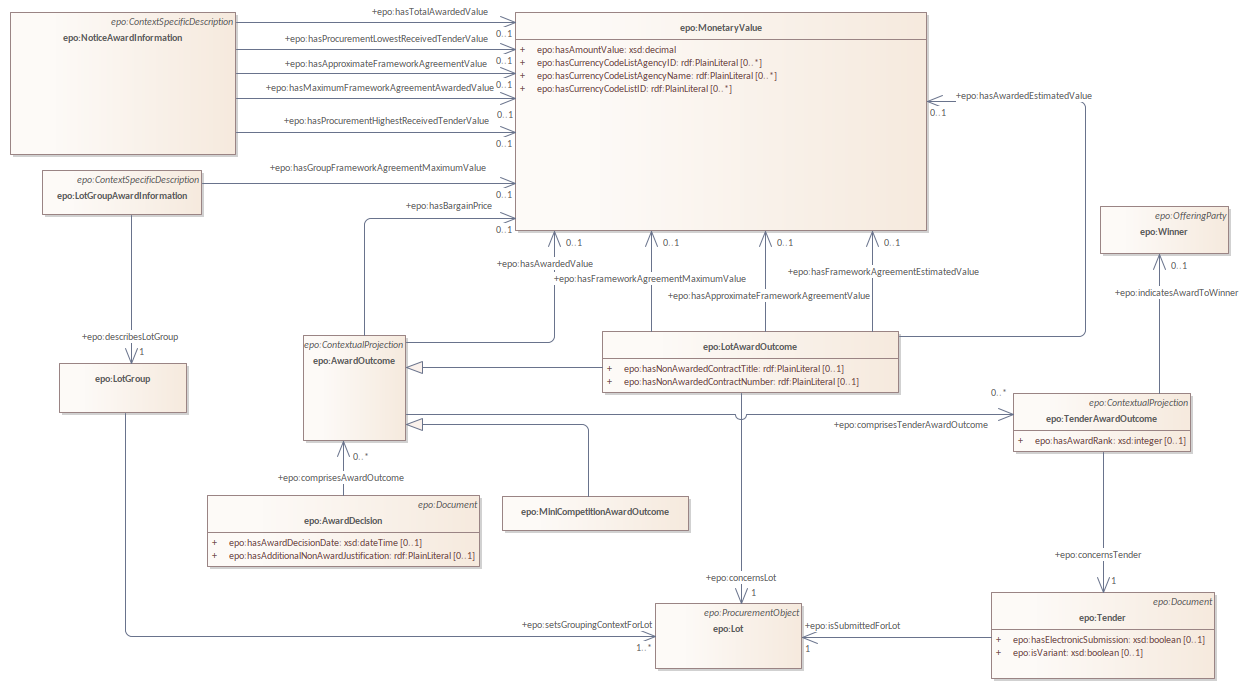 epo:ContextSpecificDescription
epo:NoticeAwardInformation
+epo:hasTotalAwardedValue
0..1
+epo:hasProcurementLowestReceivedTenderValue
0..1
+epo:hasApproximateFrameworkAgreementValue
0..1
+epo:hasMaximumFrameworkAgreementAwardedValue
0..1
+epo:hasProcurementHighestReceivedTenderValue
0..1
epo:MonetaryValue
+ epo:hasAmountValue: xsd:decimal
+ epo:hasCurrencyCodeListAgencyID: rdf:PlainLiteral [0..*]
+ epo:hasCurrencyCodeListAgencyName: rdf:PlainLiteral [0..*]
+ epo:hasCurrencyCodeListID: rdf:PlainLiteral [0..*]
+epo:hasAwardedEstimatedValue
0..1
epo:ContextSpecificDescription
epo:LotGroupAwardInformation
+epo:hasGroupFrameworkAgreementMaximumValue
0..1
+epo:hasBargainPrice
0..1
epo:OfferingParty
epo:Winner
0..1
+epo:indicatesAwardToWinner
0..1
+epo:hasAwardedValue
0..1
+epo:hasFrameworkAgreementMaximumValue
0..1
+epo:hasApproximateFrameworkAgreementValue
0..1
+epo:hasFrameworkAgreementEstimatedValue
+epo:describesLotGroup
1
epo:LotGroup
epo:ContextualProjection
epo:AwardOutcome
epo:LotAwardOutcome
+ epo:hasNonAwardedContractTitle: rdf:PlainLiteral [0..1]
+ epo:hasNonAwardedContractNumber: rdf:PlainLiteral [0..1]
0..*
+epo:comprisesTenderAwardOutcome
epo:ContextualProjection
epo:TenderAwardOutcome
+ epo:hasAwardRank: xsd:integer [0..1]
0..*
+epo:comprisesAwardOutcome
epo:Document
epo:AwardDecision
+ epo:hasAwardDecisionDate: xsd:dateTime [0..1]
+ epo:hasAdditionalNonAwardJustification: rdf:PlainLiteral [0..1]
epo:MiniCompetitionAwardOutcome
+epo:concernsTender
1
+epo:concernsLot
1
epo:ProcurementObject
epo:Lot
+epo:setsGroupingContextForLot
1..*
+epo:isSubmittedForLot
1
epo:Document
epo:Tender
+ epo:hasElectronicSubmission: xsd:boolean [0..1]
+ epo:isVariant: xsd:boolean [0..1]